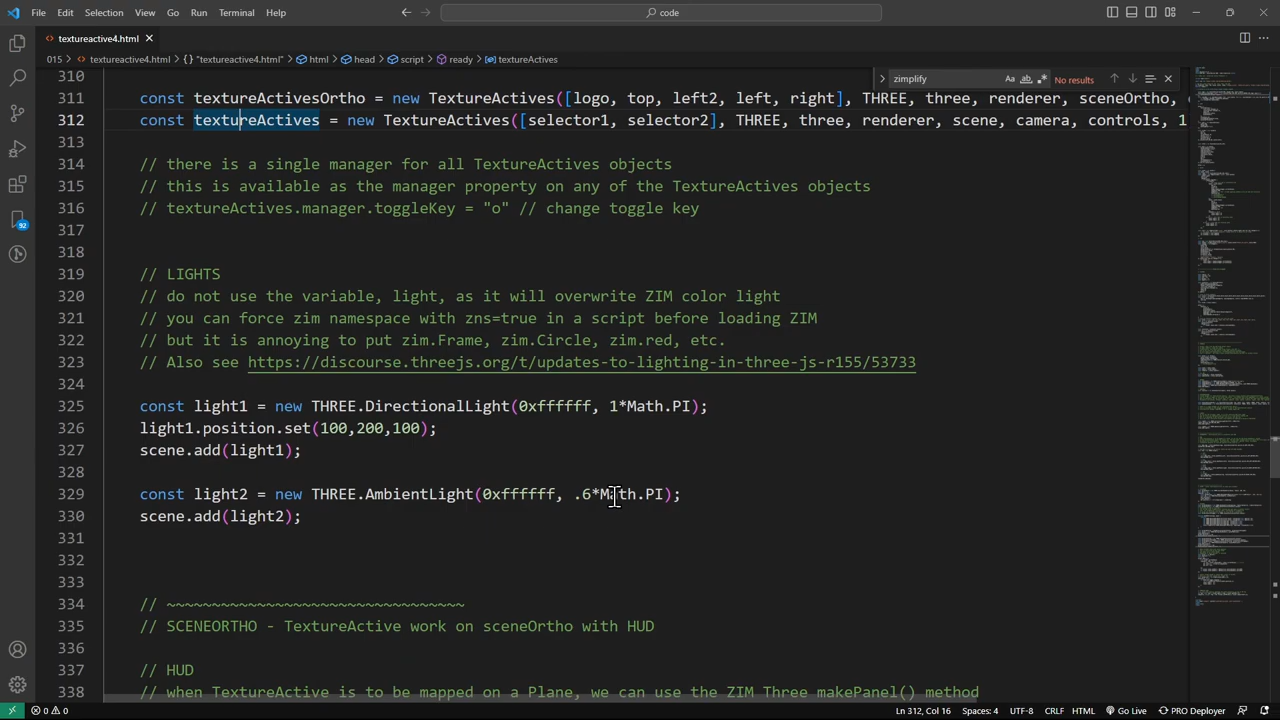 File Edit Selection View Go Run Terminal Help
code
textureactive4.html
015 > textureactive4.html > "textureactive4.html" > html > head > script > ready > textureActives
zimplify Aa ab No results
310
311 const textureActivesOrtho = new ([logo, top, left2, left, right], THREE, three, renderer, sceneOrtho,
312 const textureActives = new TextureActives([selector1, selector2], THREE, three, renderer, scene, camera, controls, 1
313
314 // there is a single manager for all TextureActives objects
315 // this is available as the manager property on any of the TextureActives objects
316 // textureActives.manager.toggleKey = "o" // change toggle key
317
318
319 // LIGHTS
320 // do not use the variable, light, as it will overwrite ZIM color light
321 // you can force zim namespace with zns=true in a script before loading ZIM
322 // but it is annoying to put zim.Frame, zim.Circle, zim.red, etc.
323 // Also see https://discourse.threejs.org/updates-to-lighting-in-three-js-r155/53733
324
325 const light1 = new THREE.DirectionalLight(0xffffff, 1*Math.PI);
326 light1.position.set(100,200,100);
327 scene.add(light1);
328
329 const light2 = new THREE.AmbientLight(0xffffff, .6*Math.PI);
330 scene.add(light2);
331
332
333
334 // ~~~~~~~~~~~~~~~~~~~~~~~~~~~~~~~~~
335 // SCENEORTHO - TextureActive work on sceneOrtho with HUD
336
337 // HUD
338 // when TextureActive is to be mapped on a Plane, we can use the ZIM Three makePanel() method
92
0 0 Ln 312, Col 16 Spaces: 4 UTF-8 CRLF HTML Go Live PRO Deployer